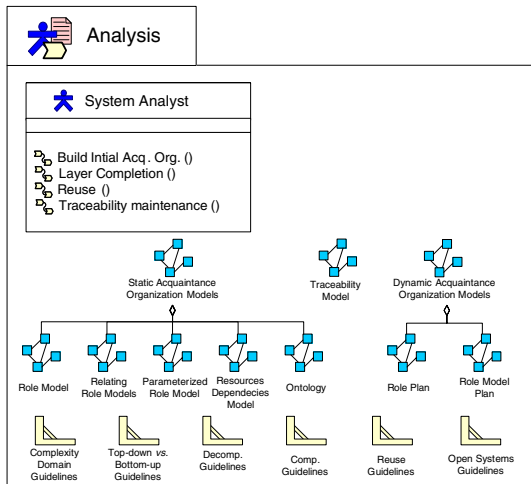 Analysis
System Analyst
Build Intial Acq. Org. ()
Layer Completion ()
Reuse ()
Traceability maintenance ()
Static Acquaintance
Organization Models
Traceability
Model
Dynamic Acquaintance
Organization Models
Role Model
Relating
Role Models
Parameterized
Role Model
Resources
Dependecies
Model
Ontology
Role Plan
Role Model
Plan
Complexity
Domain
Guidelines
Top-down vs.
Bottom-up
Guidelines
Decomp.
Guidelines
Comp.
Guidelines
Reuse
Guidelines
Open Systems
Guidelines